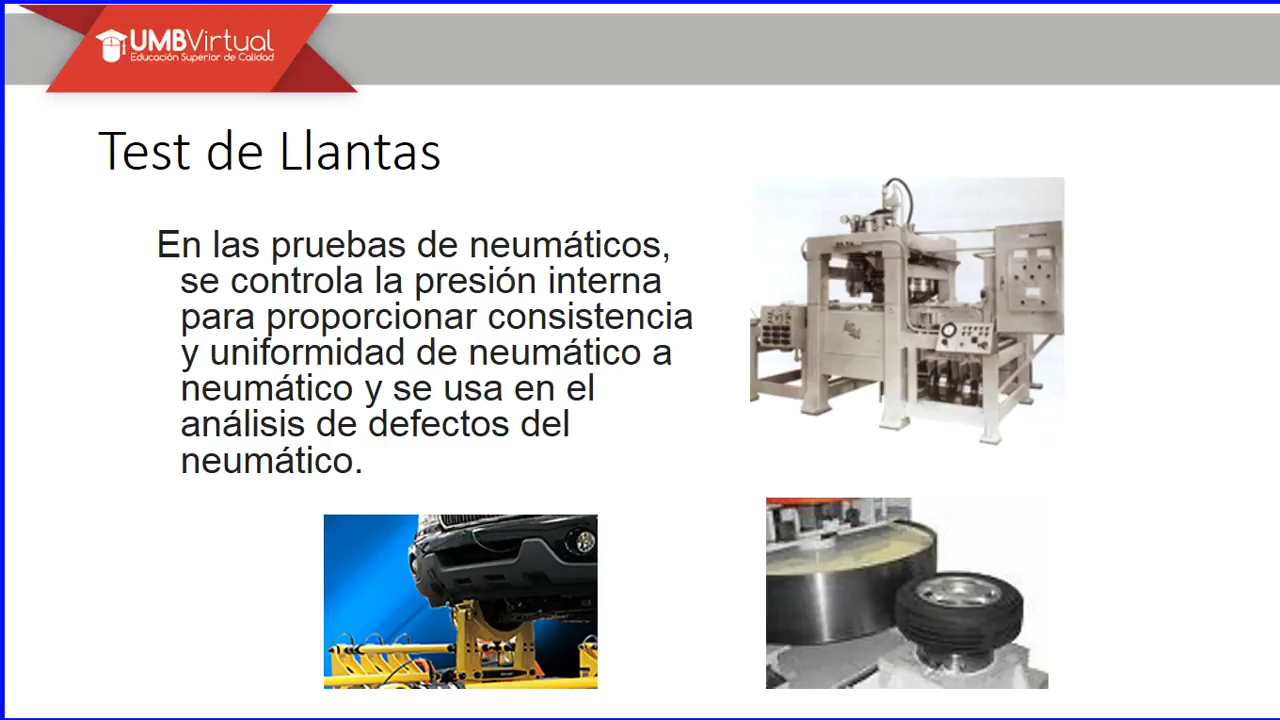 UMBVirtual
Educación Superior de Calidad
Test de Llantas
En las pruebas de neumáticos,
se controla la presión interna
para proporcionar consistencia
y uniformidad de neumático a
neumático y se usa en el
análisis de defectos del
neumático.